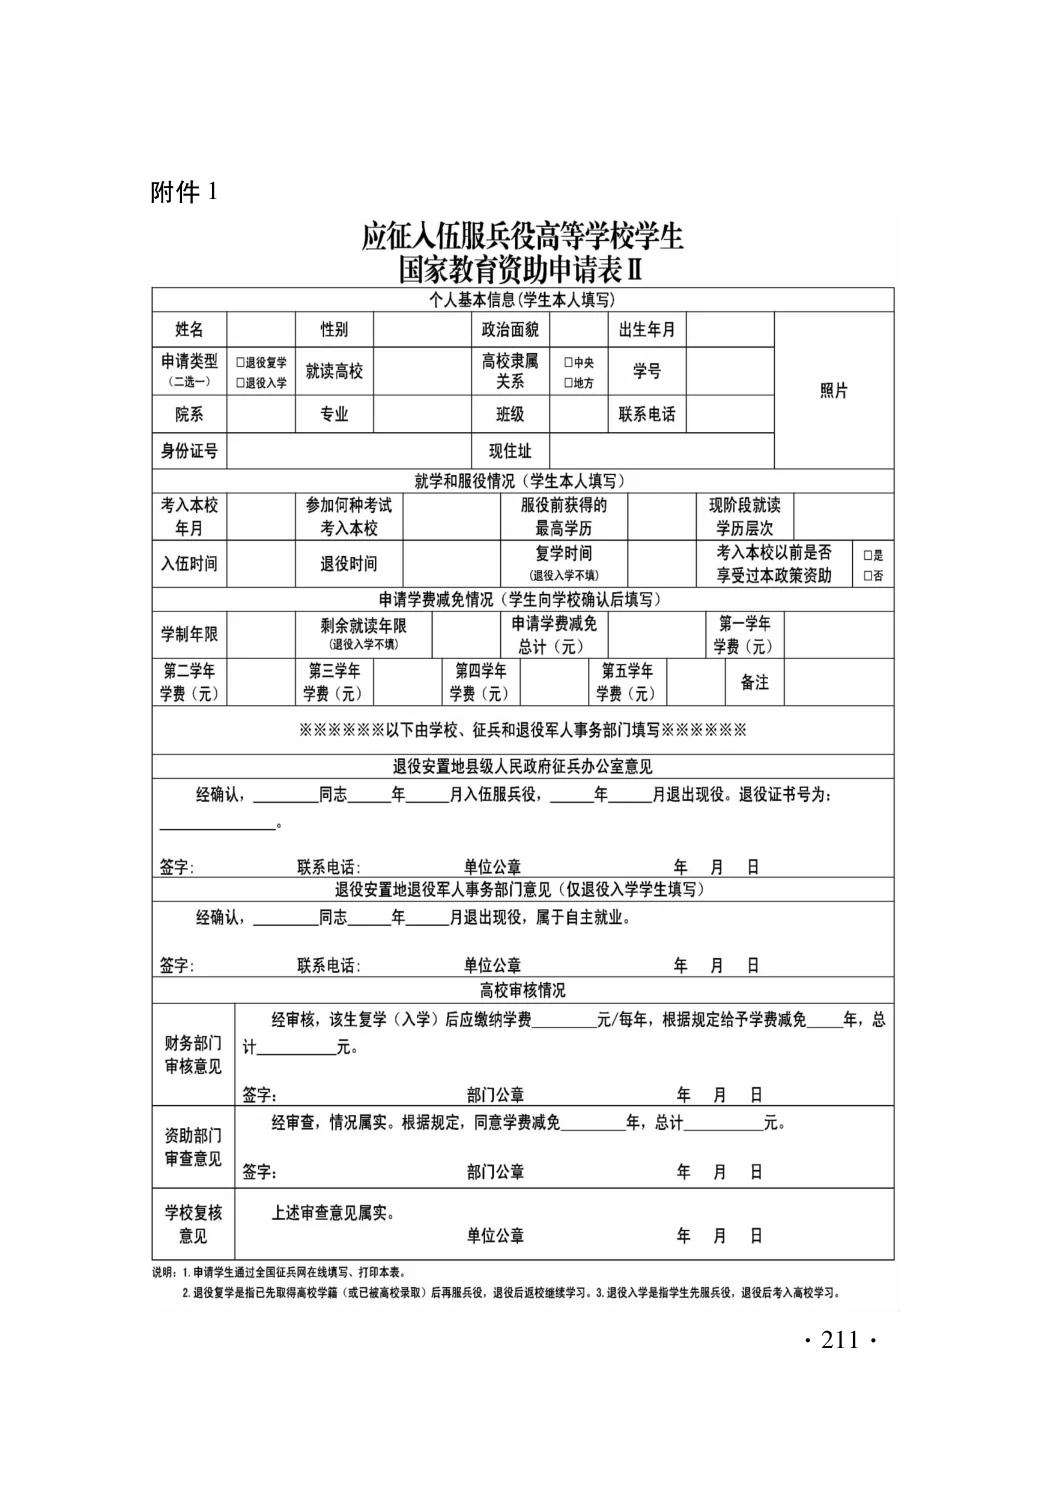 附件 1
应征入伍服兵役高等学校学生
国家教育资助申请表Ⅱ
个人基本信息(学生本人填写)
姓名 性别 政治面貌 出生年月
照片
申请类型
(二选一)
□退役复学
□退役入学
就读高校
高校隶属
关系
□中央
□地方
学号
院系 专业 班级 联系电话
身份证号 现住址
就学和服役情况(学生本人填写)
考入本校
年月
参加何种考试
考入本校
服役前获得的
最高学历
现阶段就读
学历层次
入伍时间
退役时间
复学时间
(退役入学不填)
考入本校以前是否
享受过本政策资助
□是
□否
申请学费减免情况(学生向学校确认后填写)
学制年限
剩余就读年限
(退役入学不填)
申请学费减免
总计(元)
第一学年
学费(元)
第二学年
学费(元)
第三学年
学费(元)
第四学年
学费(元)
第五学年
学费(元)
备注
※※※※※※以下由学校、征兵和退役军人事务部门填写※※※※※※
退役安置地县级人民政府征兵办公室意见
经确认,_________同志______年______月入伍服兵役,______年______月退出现役。退役证书号为:
________________。
签字: 联系电话: 单位公章 年 月 日
退役安置地退役军人事务部门意见(仅退役入学学生填写)
经确认,_________同志______年______月退出现役,属于自主就业。
签字: 联系电话: 单位公章 年 月 日
高校审核情况
财务部门
审核意见
经审核,该生复学(入学)后应缴纳学费_________元/每年,根据规定给予学费减免_____年,总
计___________元。
签字: 部门公章 年 月 日
资助部门
审查意见
经审查,情况属实。根据规定,同意学费减免_________年,总计___________元。
签字: 部门公章 年 月 日
学校复核
意见
上述审查意见属实。
单位公章 年 月 日
说明:1.申请学生通过全国征兵网在线填写、打印本表。
2.退役复学是指已先取得高校学籍(或已被高校录取)后再服兵役,退役后返校继续学习。3.退役入学是指学生先服兵役,退役后考入高校学习。
· 211 ·